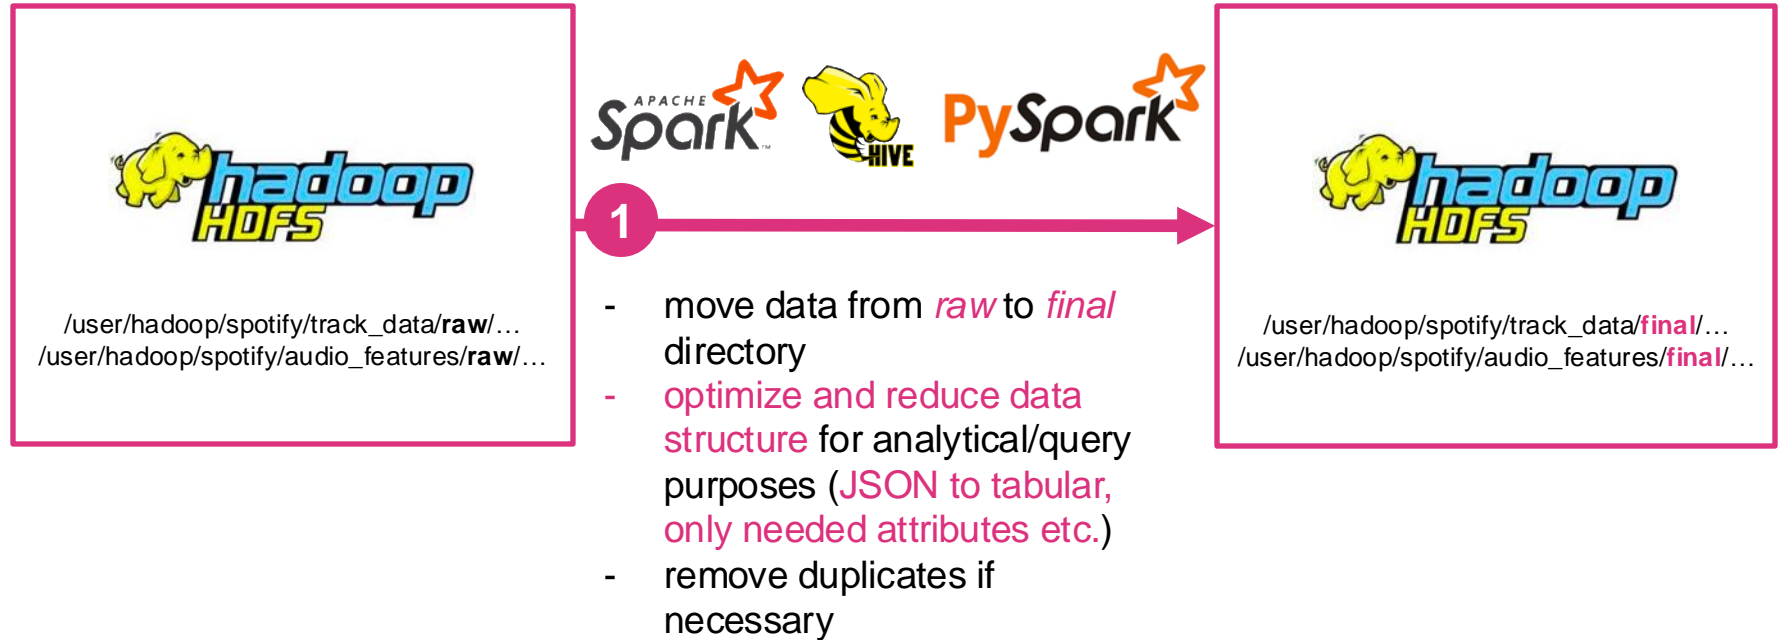 hadoop
HDFS
/user/hadoop/spotify/track_data/raw/…
/user/hadoop/spotify/audio_features/raw/…
APACHE
Spark™
HIVE
PySpark
1
- move data from raw to final
directory
- optimize and reduce data
structure for analytical/query
purposes (JSON to tabular,
only needed attributes etc.)
- remove duplicates if
necessary
hadoop
HDFS
/user/hadoop/spotify/track_data/final/…
/user/hadoop/spotify/audio_features/final/…